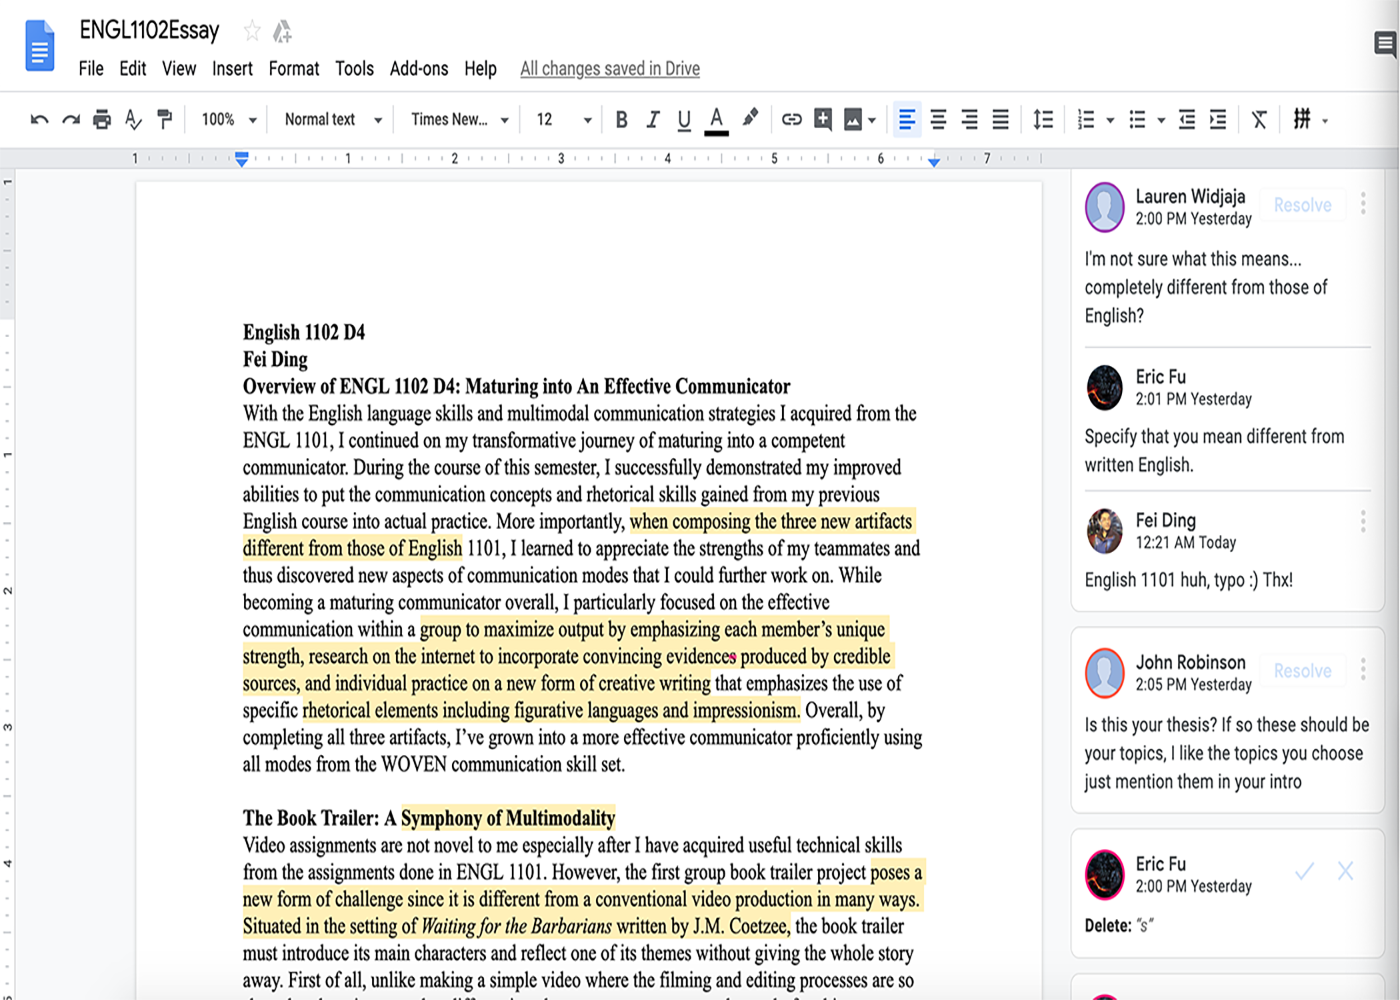 ENGL1102Essay
File Edit View Insert Format Tools Add-ons Help All changes saved in Drive
100% Normal text Times New... 12 B I U A
1 1 2 3 4 5 6 7
English 1102 D4
Fei Ding
Overview of ENGL 1102 D4: Maturing into An Effective Communicator
With the English language skills and multimodal communication strategies I acquired from the
ENGL 1101, I continued on my transformative journey of maturing into a competent
communicator. During the course of this semester, I successfully demonstrated my improved
abilities to put the communication concepts and rhetorical skills gained from my previous
English course into actual practice. More importantly, when composing the three new artifacts
different from those of English 1101, I learned to appreciate the strengths of my teammates and
thus discovered new aspects of communication modes that I could further work on. While
becoming a maturing communicator overall, I particularly focused on the effective
communication within a group to maximize output by emphasizing each member's unique
strength, research on the internet to incorporate convincing evidences produced by credible
sources, and individual practice on a new form of creative writing that emphasizes the use of
specific rhetorical elements including figurative languages and impressionism. Overall, by
completing all three artifacts, I've grown into a more effective communicator proficiently using
all modes from the WOVEN communication skill set.
The Book Trailer: A Symphony of Multimodality
Video assignments are not novel to me especially after I have acquired useful technical skills
from the assignments done in ENGL 1101. However, the first group book trailer project poses a
new form of challenge since it is different from a conventional video production in many ways.
Situated in the setting of Waiting for the Barbarians written by J.M. Coetzee, the book trailer
must introduce its main characters and reflect one of its themes without giving the whole story
away. First of all, unlike making a simple video where the filming and editing processes are so
1
1
2
3
4
Lauren Widjaja Resolve
2:00 PM Yesterday
I'm not sure what this means...
completely different from those of
English?
Eric Fu
2:01 PM Yesterday
Specify that you mean different from
written English.
Fei Ding
12:21 AM Today
English 1101 huh, typo :) Thx!
John Robinson Resolve
2:05 PM Yesterday
Is this your thesis? If so these should be
your topics, I like the topics you choose
just mention them in your intro
Eric Fu
2:00 PM Yesterday
Delete: "s"